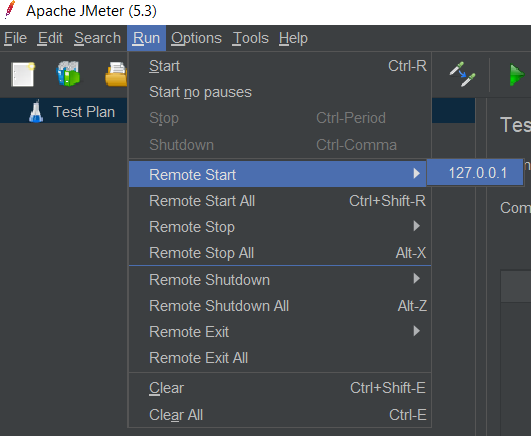 Apache JMeter (5.3)
File Edit Search Run Options Tools Help
Start Ctrl-R
Start no pauses
Stop Ctrl-Period
Shutdown Ctrl-Comma
Test Plan
Tes
Remote Start 127.0.0.1
Remote Start All Ctrl+Shift-R
Com
Remote Stop
Remote Stop All Alt-X
Remote Shutdown
Remote Shutdown All Alt-Z
Remote Exit
Remote Exit All
Clear Ctrl+Shift-E
Clear All Ctrl-E